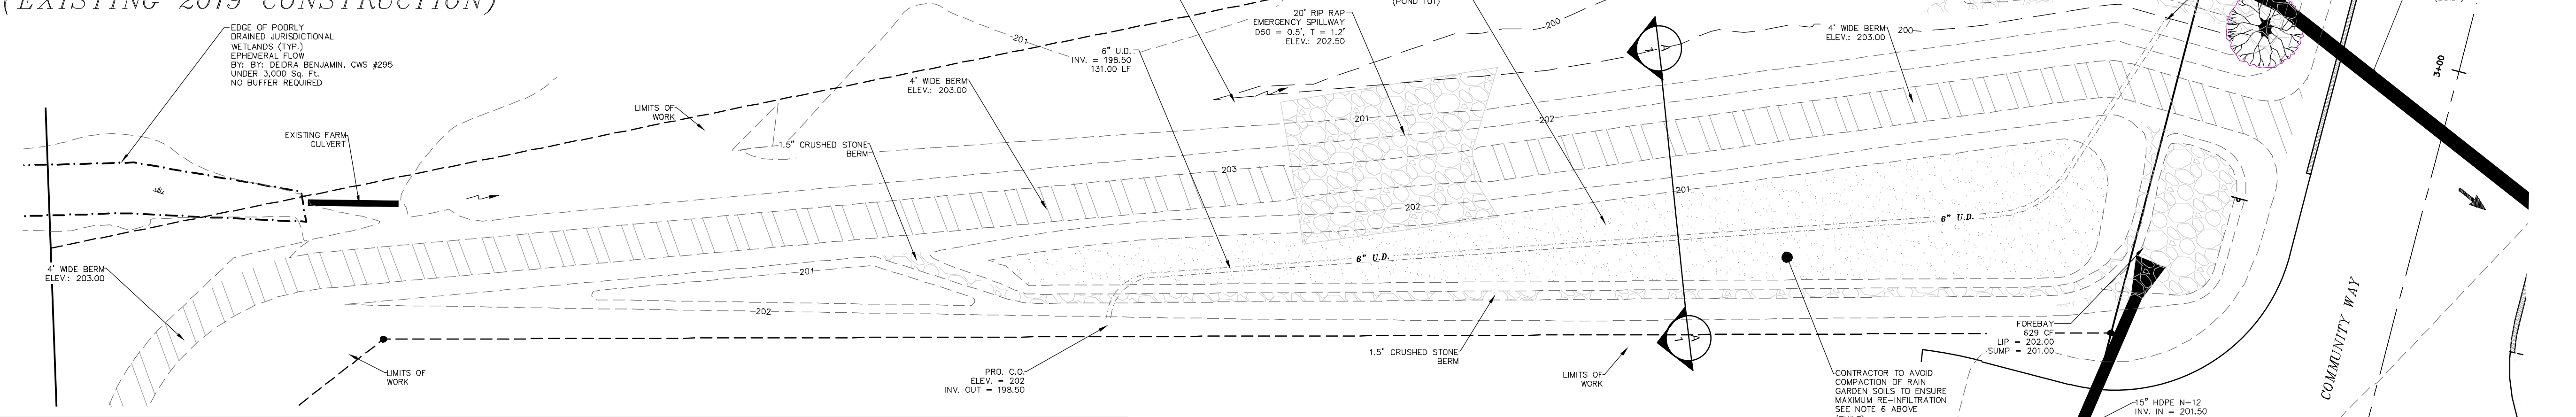 (EXISTING 2019 CONSTRUCTION)
EDGE OF POORLY
DRAINED JURISDICTIONAL
WETLANDS (TYP.)
EPHEMERAL FLOW
BY: BY: DEIDRA BENJAMIN, CWS #295
UNDER 3,000 Sq. Ft.
NO BUFFER REQUIRED
EXISTING FARM
CULVERT
4' WIDE BERM
ELEV.: 203.00
LIMITS OF
WORK
LIMITS OF
WORK
1.5" CRUSHED STONE
BERM
4' WIDE BERM
ELEV.: 203.00
201
6" U.D.
INV. = 198.50
131.00 LF
20' RIP RAP
EMERGENCY SPILLWAY
D50 = 0.5', T = 1.2'
ELEV.: 202.50
(POND 101)
200
4' WIDE BERM
ELEV.: 203.00
200
201
202
203
202
201
201
202
6" U.D.
6" U.D.
A
1
A
1
PRO. C.O.
ELEV. = 202
INV. OUT = 198.50
1.5" CRUSHED STONE
BERM
LIMITS OF
WORK
CONTRACTOR TO AVOID
COMPACTION OF RAIN
GARDEN SOILS TO ENSURE
MAXIMUM RE-INFILTRATION
SEE NOTE 6 ABOVE
FOREBAY
629 CF
LIP = 202.00
SUMP = 201.00
15" HDPE N-12
INV. IN = 201.50
COMMUNITY WAY
3+00